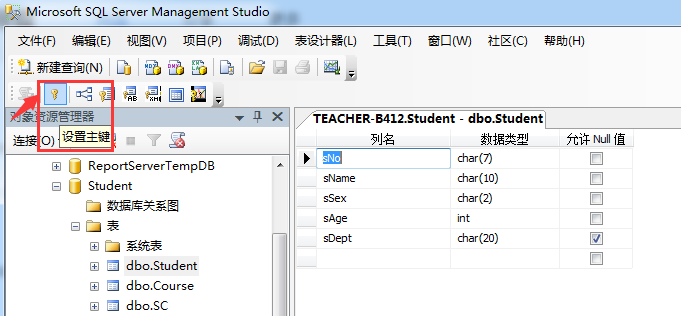 Microsoft SQL Server Management Studio
文件(F) 编辑(E) 视图(V) 项目(P) 调试(D) 表设计器(L) 工具(T) 窗口(W) 社区(C) 帮助(H)
新建查询(N)
对象资源管理器
设置主键
连接(O)
ReportServerTempDB
Student
数据库关系图
表
系统表
dbo.Student
dbo.Course
dbo.SC
TEACHER-B412.Student - dbo.Student
列名 数据类型 允许 Null 值
sNo char(7)
sName char(10)
sSex char(2)
sAge int
sDept char(20)